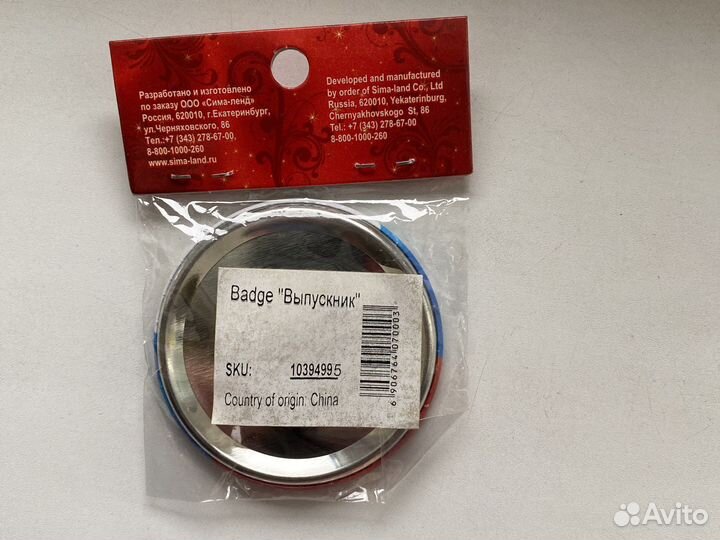 Разработано и изготовлено
по заказу ООО «Сима-ленд»
Россия, 620010, г.Екатеринбург,
ул.Черняховского, 86
Тел.:+7 (343) 278-67-00,
8-800-1000-260
www.sima-land.ru
Developed and manufactured
by order of Sima-land Co., Ltd
Russia, 620010, Yekaterinburg,
Chernyakhovskogo St, 86
Tel.: +7 (343) 278-67-00
8-800-1000-260
Badge "Выпускник"
SKU: 10394995
Country of origin: China
6 906764 070003
Avito